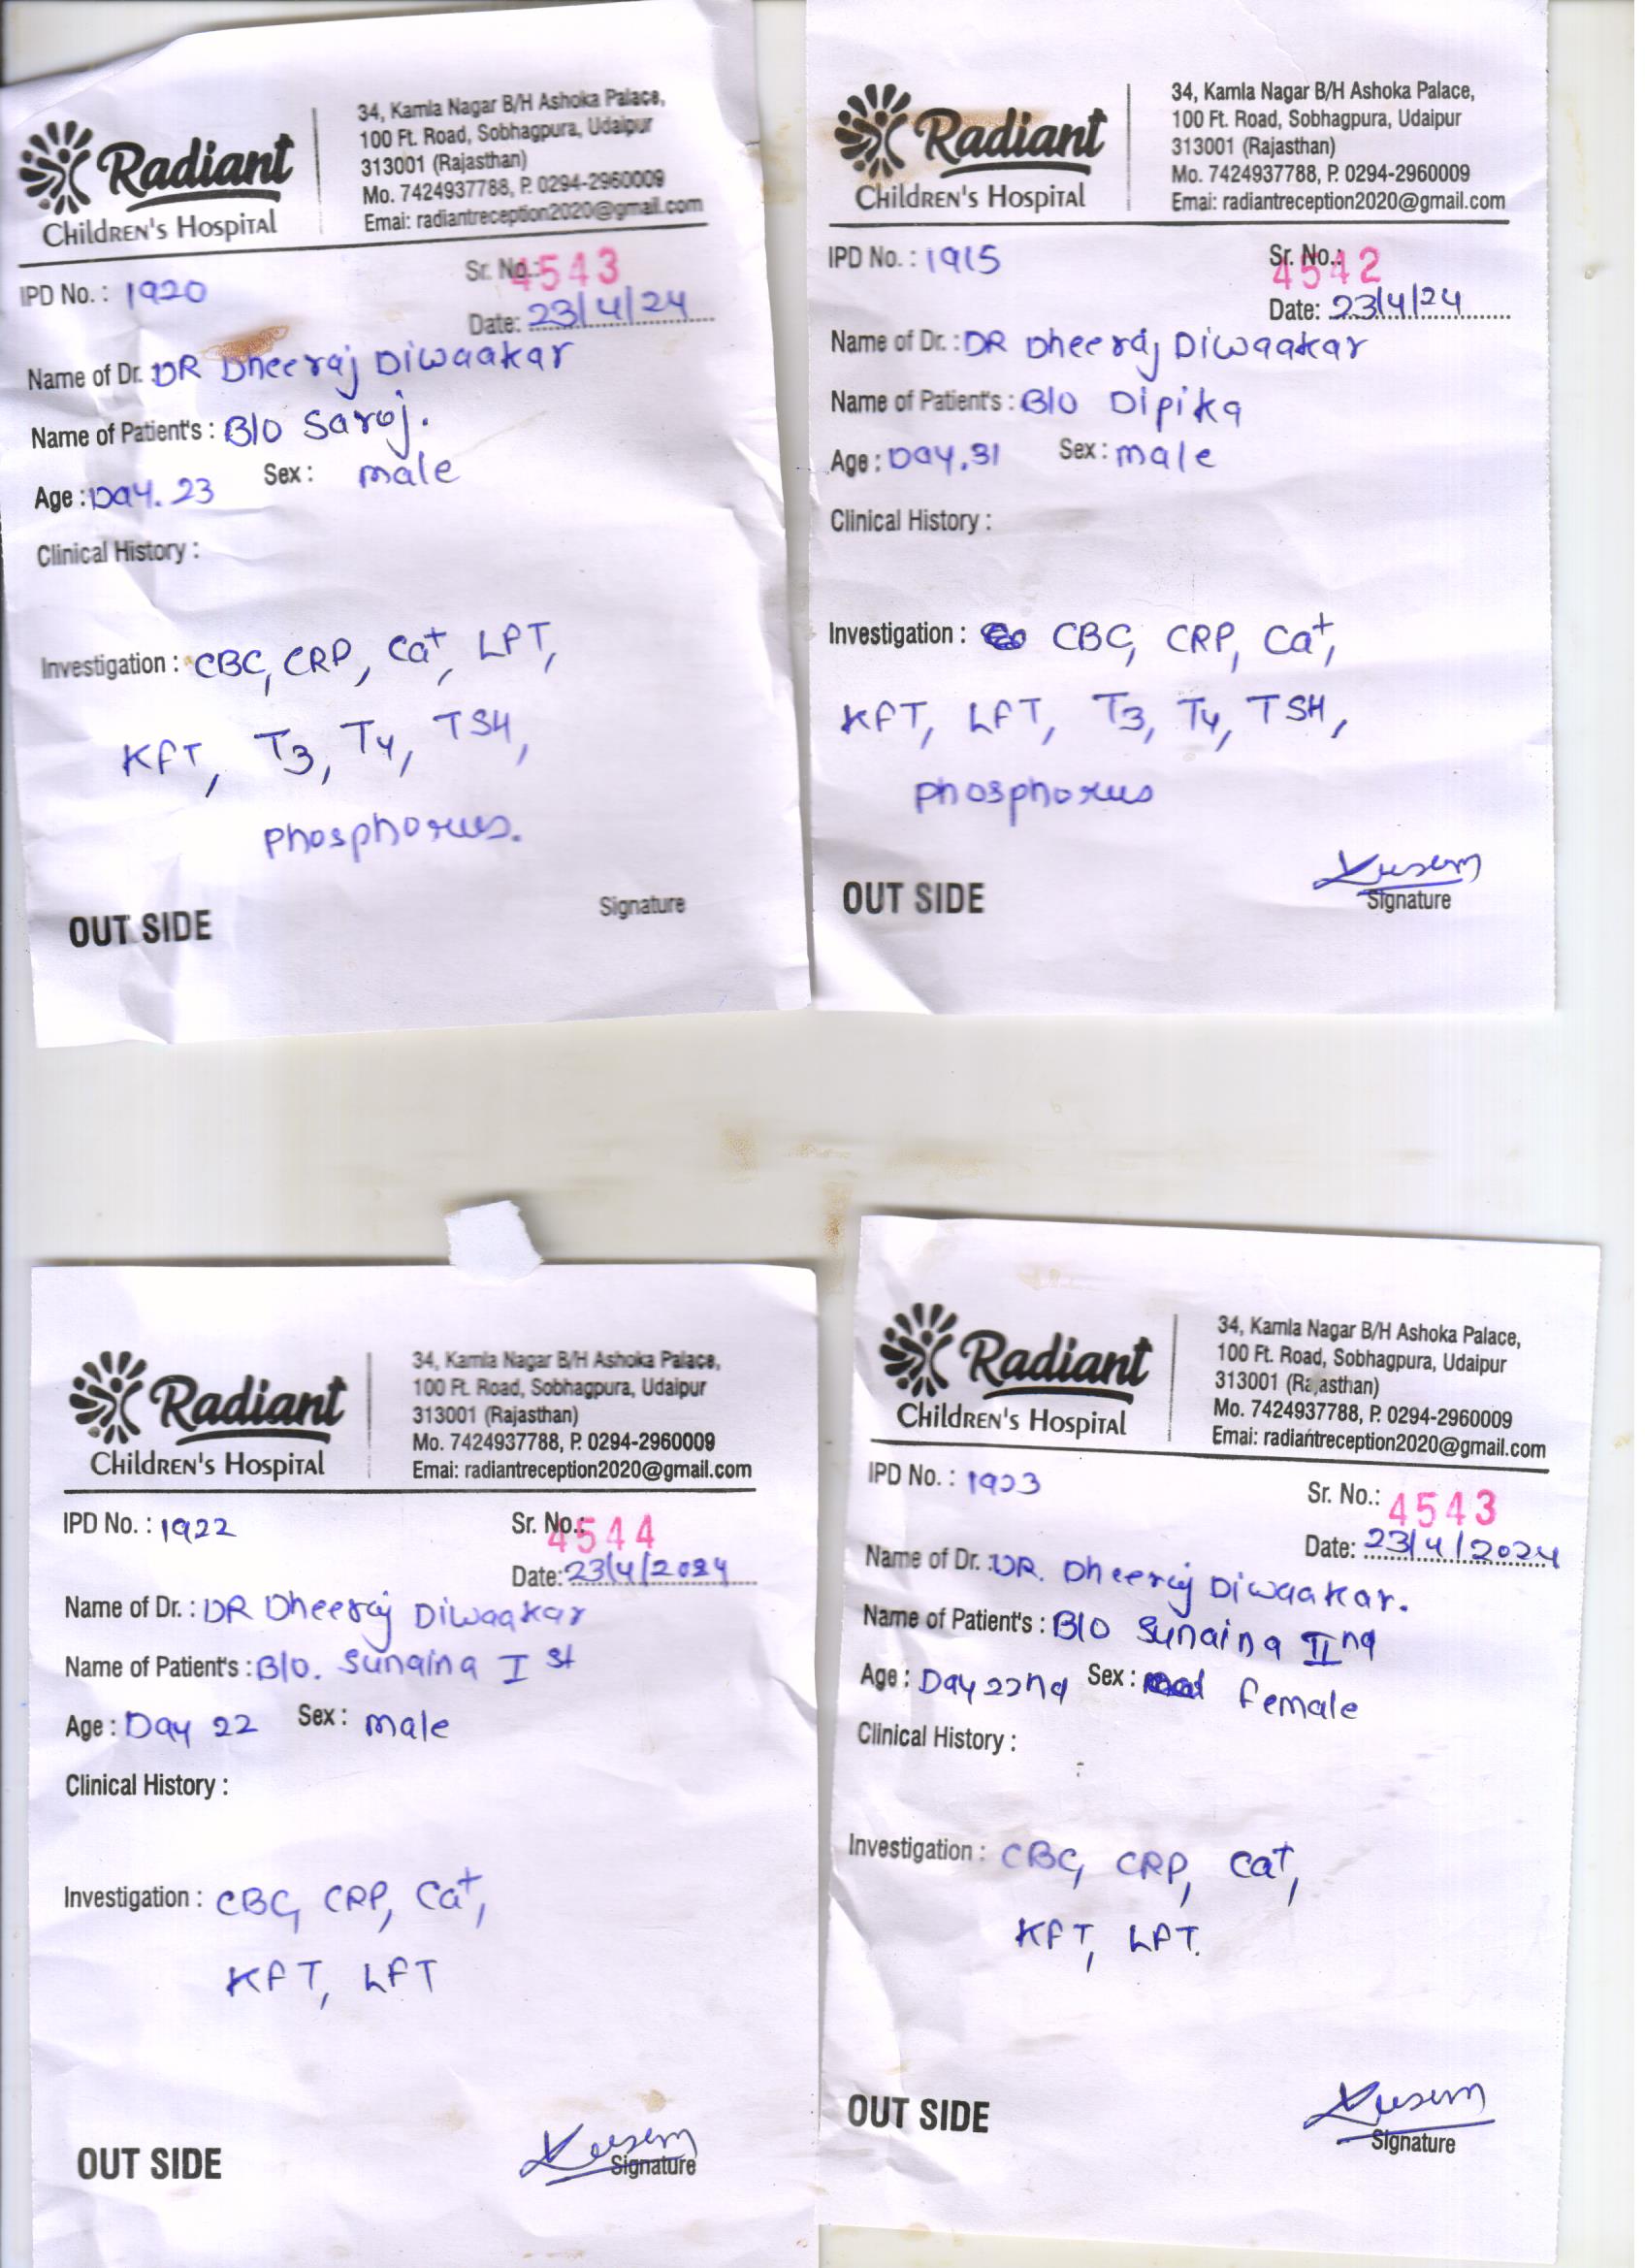 Radiant
Children's Hospital
34, Kamla Nagar B/H Ashoka Palace,
100 Ft. Road, Sobhagpura, Udaipur
313001 (Rajasthan)
Mo. 7424937788, P. 0294-2960009
Emai: radiantreception2020@gmail.com
IPD No. : 1920
Sr. No.: 4543
Date: 23/4/24
Name of Dr. DR Dheeraj Diwaakar
Name of Patient's : B/O Saroj.
Age : Day. 23 Sex : male
Clinical History :
Investigation : CBC, CRP, Ca+, LFT,
KFT, T3, T4, TSH,
phosphorus.
OUT SIDE
Signature
Radiant
Children's Hospital
34, Kamla Nagar B/H Ashoka Palace,
100 Ft. Road, Sobhagpura, Udaipur
313001 (Rajasthan)
Mo. 7424937788, P. 0294-2960009
Emai: radiantreception2020@gmail.com
IPD No. : 1915
Sr. No.: 4542
Date: 23/4/24
Name of Dr. : DR Dheeraj Diwaakar
Name of Patient's : B/O Dipika
Age : Day.31 Sex : male
Clinical History :
Investigation : CBC, CRP, Ca+,
KFT, LFT, T3, T4, TSH,
phosphorus
OUT SIDE
Kusum
Signature
Radiant
Children's Hospital
34, Kamla Nagar B/H Ashoka Palace,
100 Ft. Road, Sobhagpura, Udaipur
313001 (Rajasthan)
Mo. 7424937788, P. 0294-2960009
Emai: radiantreception2020@gmail.com
IPD No. : 1922
Sr. No.: 4544
Date: 23/4/2024
Name of Dr. : DR Dheeraj Diwaakar
Name of Patient's : B/O. Sunaina I st
Age : Day 22 Sex : male
Clinical History :
Investigation : CBC, CRP, Ca+,
KFT, LFT
OUT SIDE
Kusum
Signature
Radiant
Children's Hospital
34, Kamla Nagar B/H Ashoka Palace,
100 Ft. Road, Sobhagpura, Udaipur
313001 (Rajasthan)
Mo. 7424937788, P. 0294-2960009
Emai: radiantreception2020@gmail.com
IPD No. : 1923
Sr. No.: 4543
Date: 23/4/2024
Name of Dr. : DR. Dheeraj Diwaakar.
Name of Patient's : B/O Sunaina II nd
Age : Day 22nd Sex : female
Clinical History :
Investigation : CBC, CRP, Ca+,
KFT, LFT.
OUT SIDE
Kusum
Signature